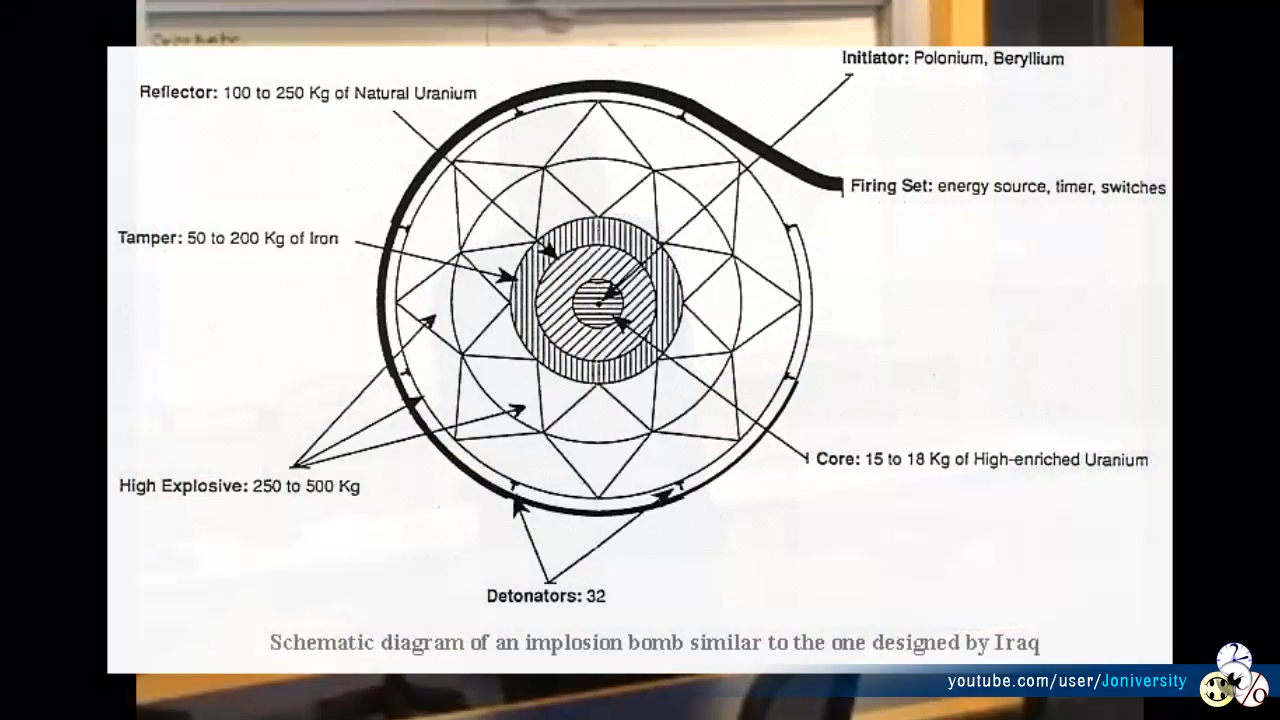 Initiator: Polonium, Beryllium
Reflector: 100 to 250 Kg of Natural Uranium
Firing Set: energy source, timer, switches
Tamper: 50 to 200 Kg of Iron
Core: 15 to 18 Kg of High-enriched Uranium
High Explosive: 250 to 500 Kg
Detonators: 32
Schematic diagram of an implosion bomb similar to the one designed by Iraq
youtube.com/user/Joniversity